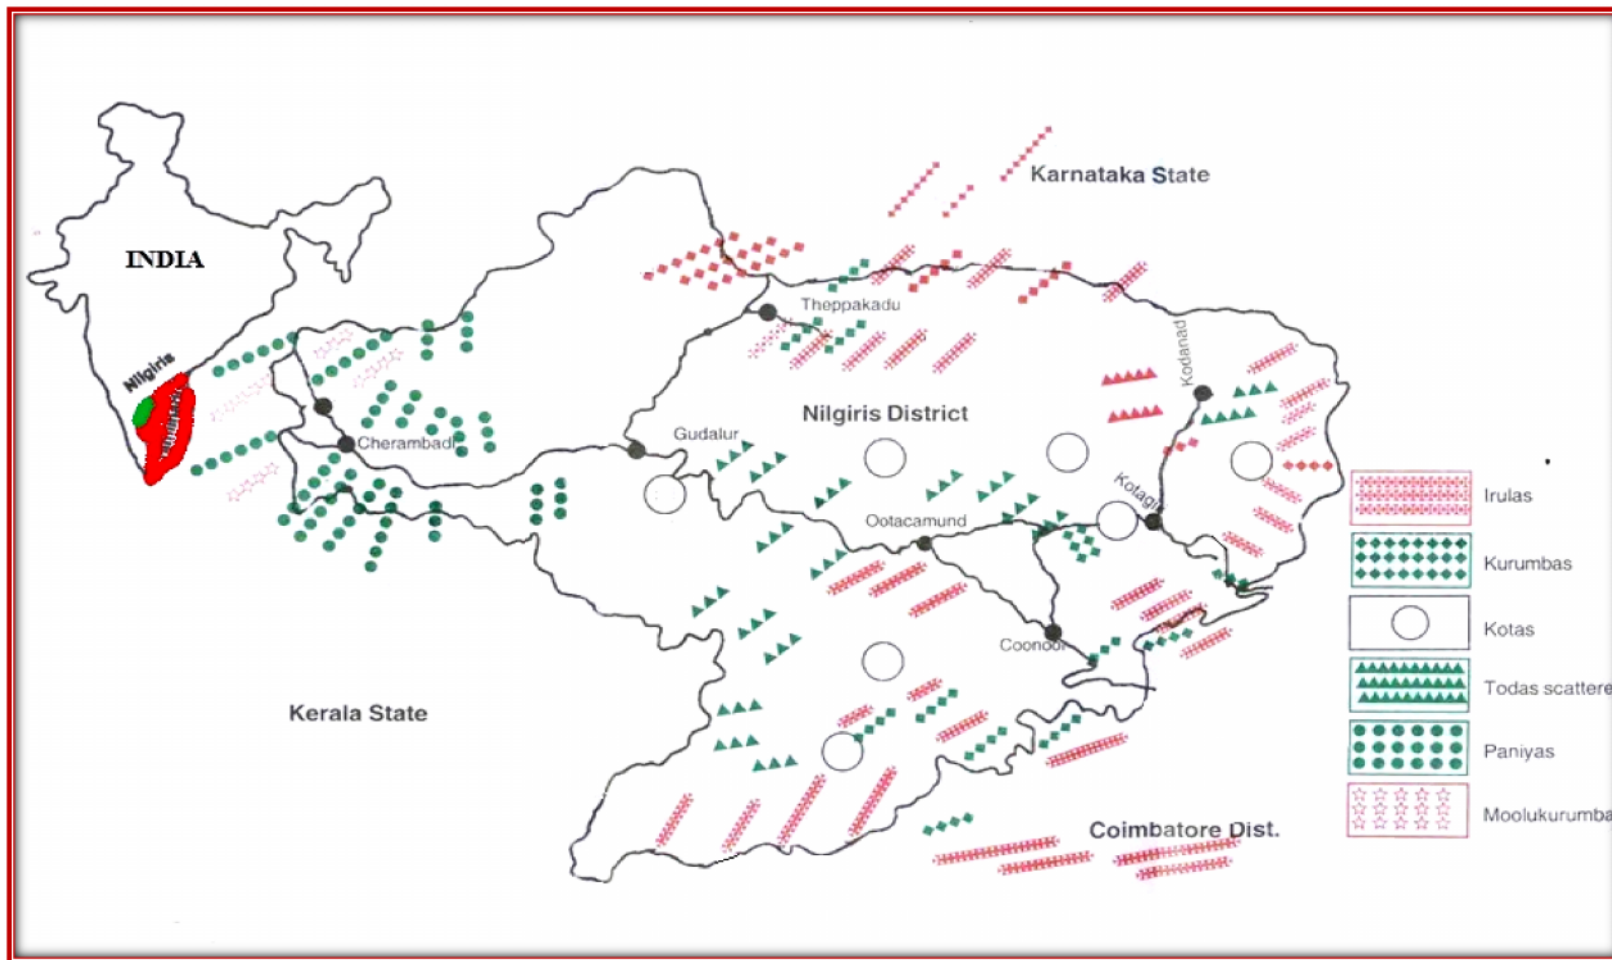 Karnataka State
INDIA
Theppakadu
Nilgiris
Kodanad
Nilgiris District
Gudalur
Cherambadi
Kotagiri
Ootacamund
Coonoor
Kerala State
Coimbatore Dist.
Irulas
Kurumbas
Kotas
Todas scattere
Paniyas
Moolukurumba